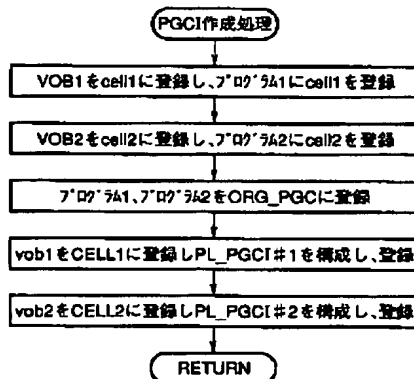 PGCI作成処理
VOB1をcell1に登録し、ﾌﾟﾛｸﾞﾗﾑ1にcell1を登録
VOB2をcell2に登録し、ﾌﾟﾛｸﾞﾗﾑ2にcell2を登録
ﾌﾟﾛｸﾞﾗﾑ1、ﾌﾟﾛｸﾞﾗﾑ2をORG_PGCに登録
vob1をCELL1に登録しPL_PGCI#1を構成し、登録
vob2をCELL2に登録しPL_PGCI#2を構成し、登録
RETURN